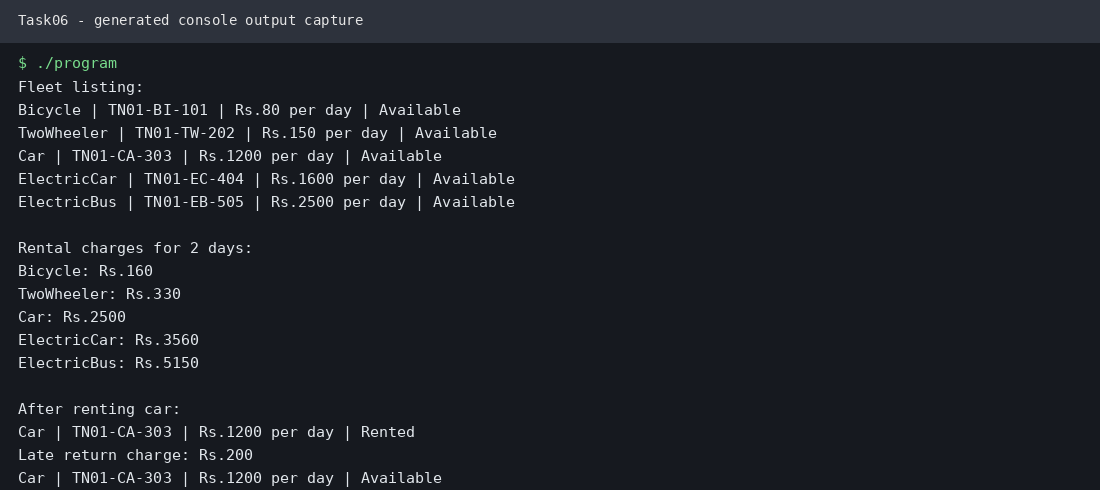 Task06 - generated console output capture
$ ./program
Fleet listing:
Bicycle | TN01-BI-101 | Rs.80 per day | Available
TwoWheeler | TN01-TW-202 | Rs.150 per day | Available
Car | TN01-CA-303 | Rs.1200 per day | Available
ElectricCar | TN01-EC-404 | Rs.1600 per day | Available
ElectricBus | TN01-EB-505 | Rs.2500 per day | Available
Rental charges for 2 days:
Bicycle: Rs.160
TwoWheeler: Rs.330
Car: Rs.2500
ElectricCar: Rs.3560
ElectricBus: Rs.5150
After renting car:
Car | TN01-CA-303 | Rs.1200 per day | Rented
Late return charge: Rs.200
Car | TN01-CA-303 | Rs.1200 per day | Available